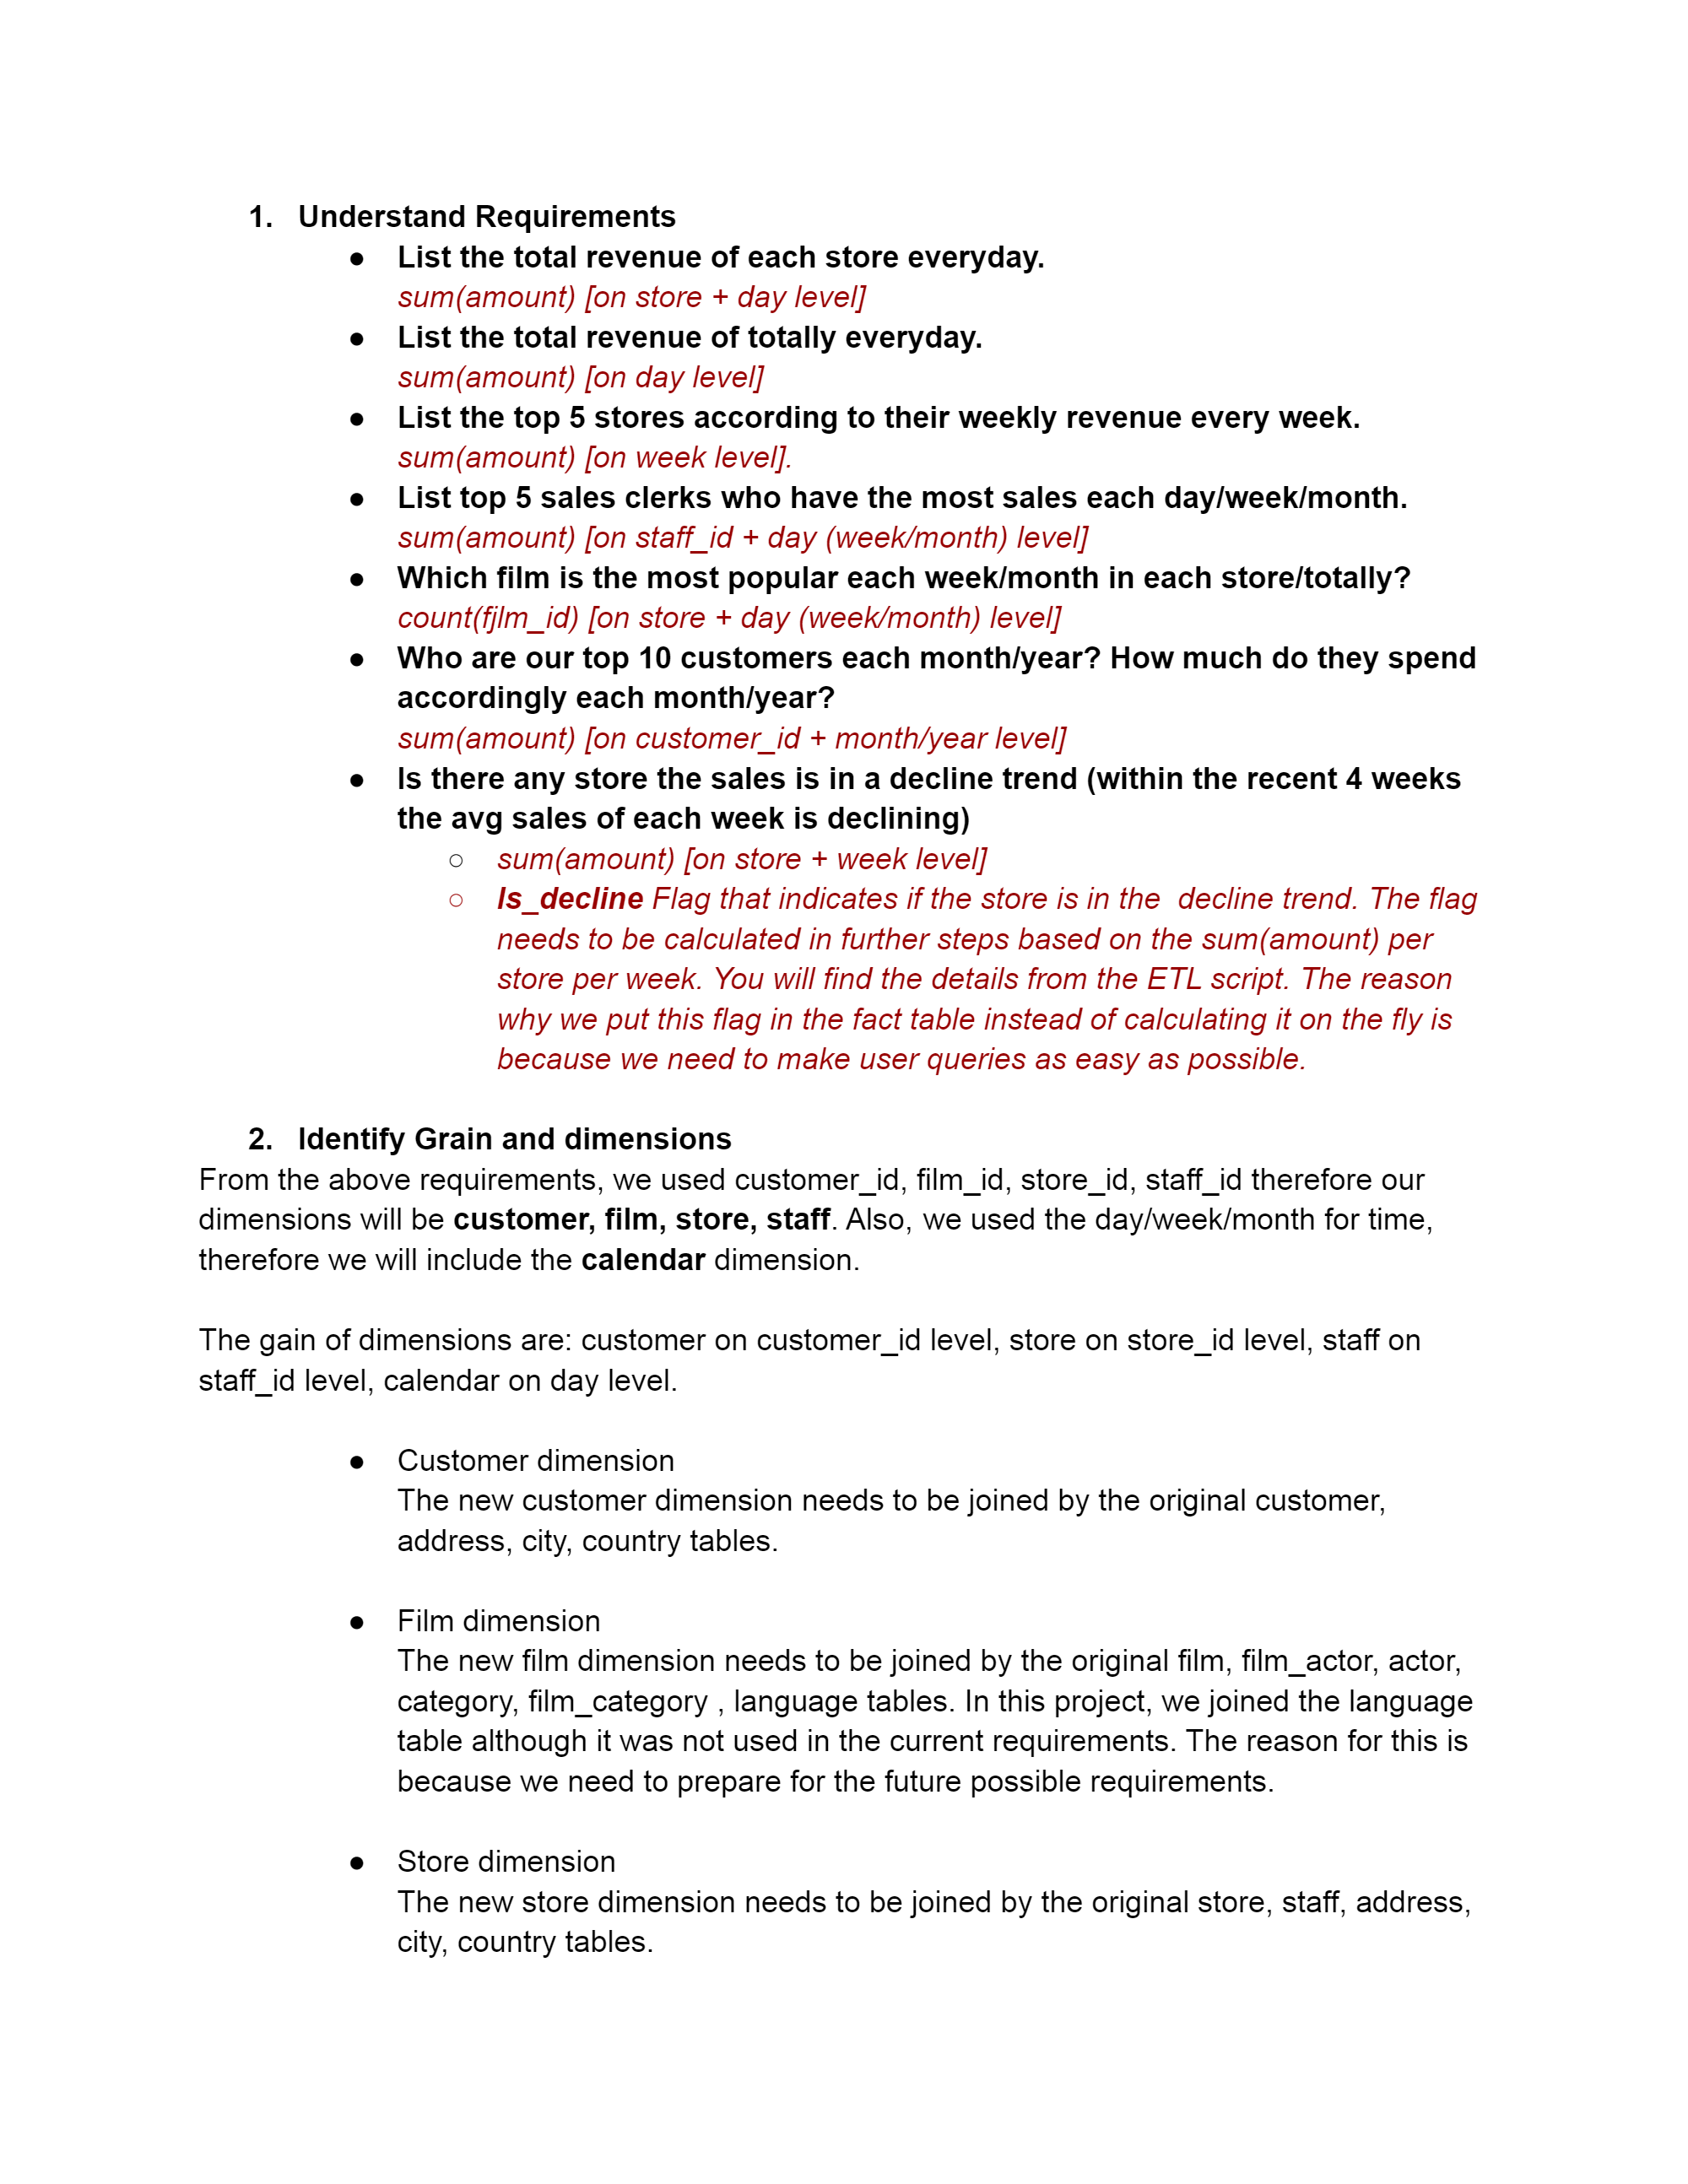 1. Understand Requirements
● List the total revenue of each store everyday.
sum(amount) [on store + day level]
● List the total revenue of totally everyday.
sum(amount) [on day level]
● List the top 5 stores according to their weekly revenue every week.
sum(amount) [on week level].
● List top 5 sales clerks who have the most sales each day/week/month.
sum(amount) [on staff_id + day (week/month) level]
● Which film is the most popular each week/month in each store/totally?
count(fjlm_id) [on store + day (week/month) level]
● Who are our top 10 customers each month/year? How much do they spend
accordingly each month/year?
sum(amount) [on customer_id + month/year level]
● Is there any store the sales is in a decline trend (within the recent 4 weeks
the avg sales of each week is declining)
○ sum(amount) [on store + week level]
○ Is_decline Flag that indicates if the store is in the  decline trend. The flag
needs to be calculated in further steps based on the sum(amount) per
store per week. You will find the details from the ETL script. The reason
why we put this flag in the fact table instead of calculating it on the fly is
because we need to make user queries as easy as possible.
2. Identify Grain and dimensions
From the above requirements, we used customer_id, film_id, store_id, staff_id therefore our
dimensions will be customer, film, store, staff. Also, we used the day/week/month for time,
therefore we will include the calendar dimension.
The gain of dimensions are: customer on customer_id level, store on store_id level, staff on
staff_id level, calendar on day level.
● Customer dimension
The new customer dimension needs to be joined by the original customer,
address, city, country tables.
● Film dimension
The new film dimension needs to be joined by the original film, film_actor, actor,
category, film_category , language tables. In this project, we joined the language
table although it was not used in the current requirements. The reason for this is
because we need to prepare for the future possible requirements.
● Store dimension
The new store dimension needs to be joined by the original store, staff, address,
city, country tables.